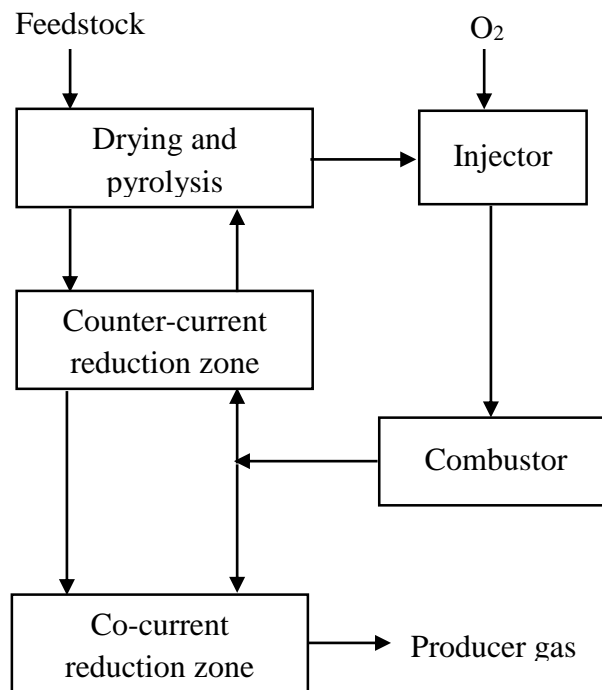 Feedstock
O₂
Drying and
pyrolysis
Injector
Counter-current
reduction zone
Combustor
Co-current
reduction zone
Producer gas